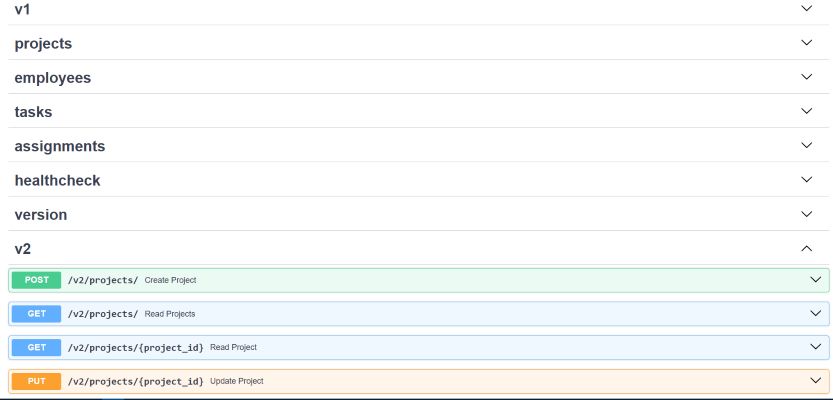 v1
projects
employees
tasks
assignments
healthcheck
version
v2
POST /v2/projects/ Create Project
GET /v2/projects/ Read Projects
GET /v2/projects/{project_id} Read Project
PUT /v2/projects/{project_id} Update Project